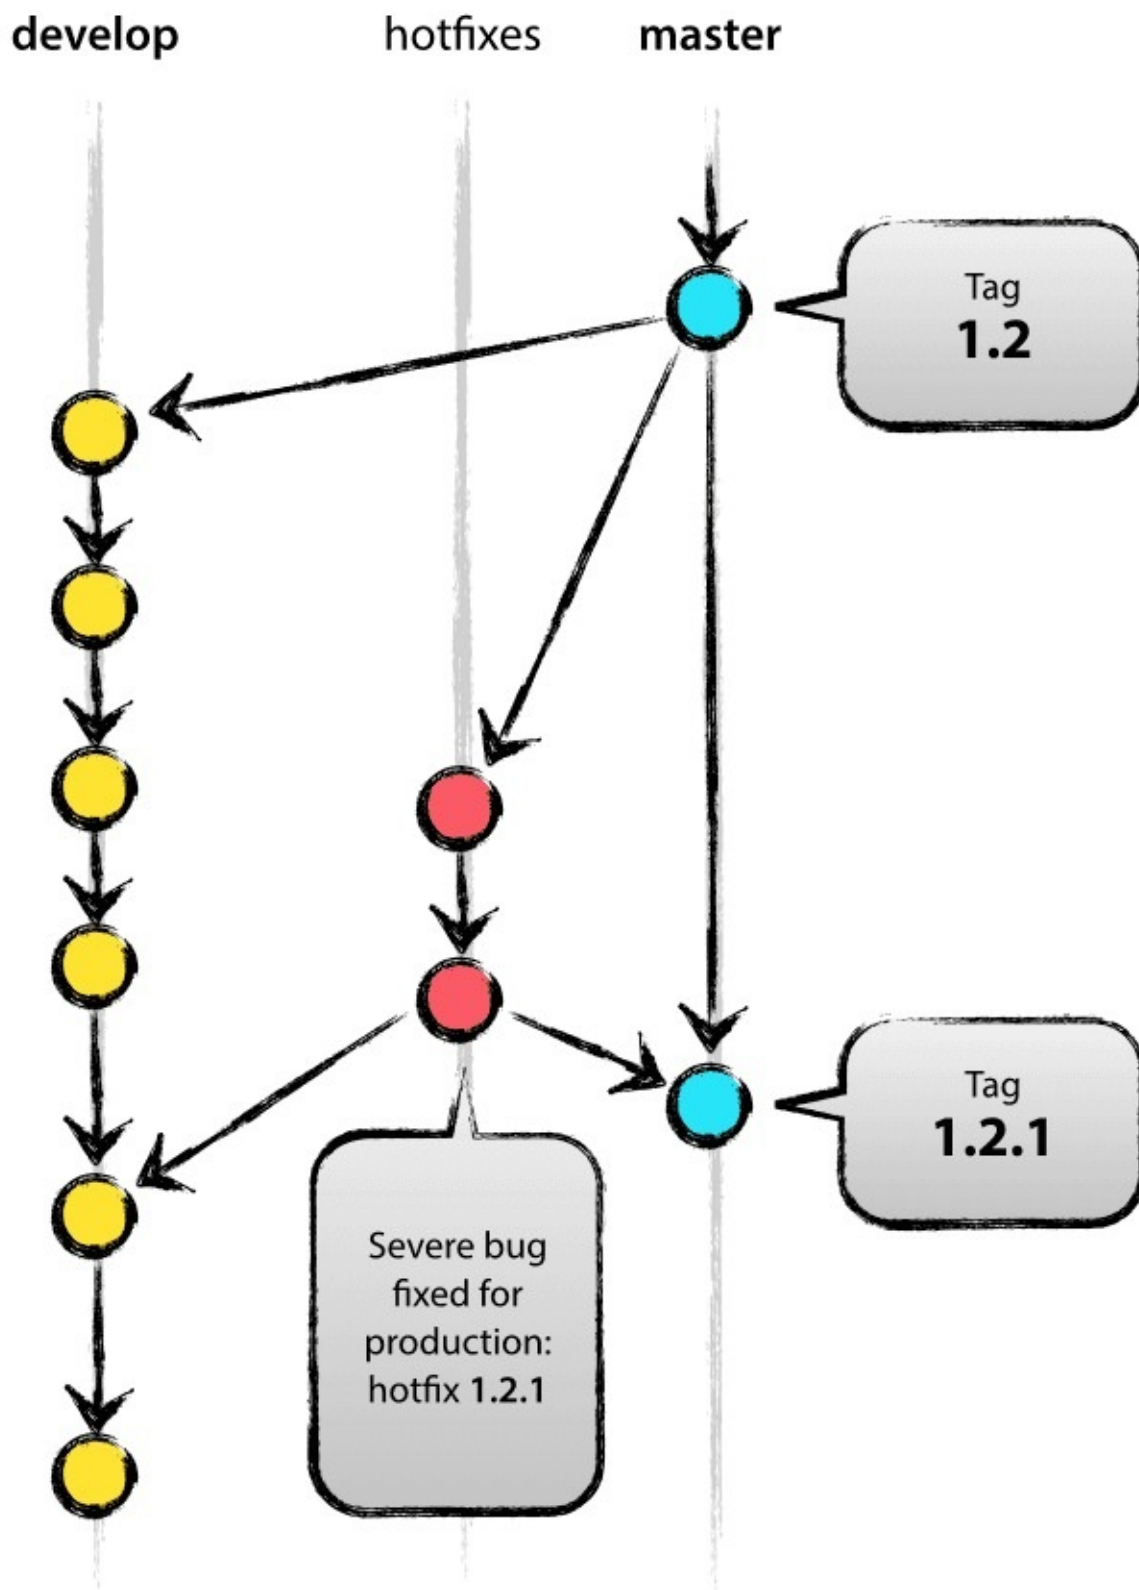 develop
hotfixes
master
Tag
1.2
Tag
1.2.1
Severe bug
fixed for
production:
hotfix 1.2.1